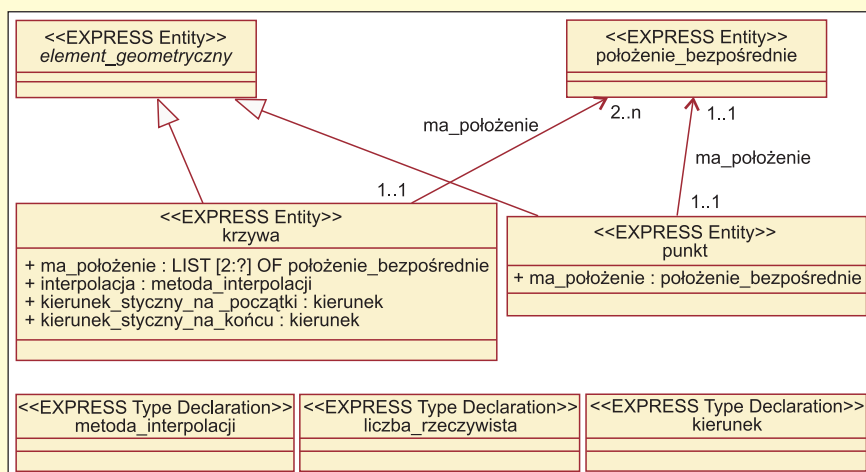 <<EXPRESS Entity>>
element_geometryczny
<<EXPRESS Entity>>
położenie_bezpośrednie
ma_położenie
2..n
1..1
ma_położenie
1..1
1..1
<<EXPRESS Entity>>
krzywa
+ ma_położenie : LIST [2:?] OF położenie_bezpośrednie
+ interpolacja : metoda_interpolacji
+ kierunek_styczny_na _początki : kierunek
+ kierunek_styczny_na_końcu : kierunek
<<EXPRESS Entity>>
punkt
+ ma_położenie : położenie_bezpośrednie
<<EXPRESS Type Declaration>>
metoda_interpolacji
<<EXPRESS Type Declaration>>
liczba_rzeczywista
<<EXPRESS Type Declaration>>
kierunek